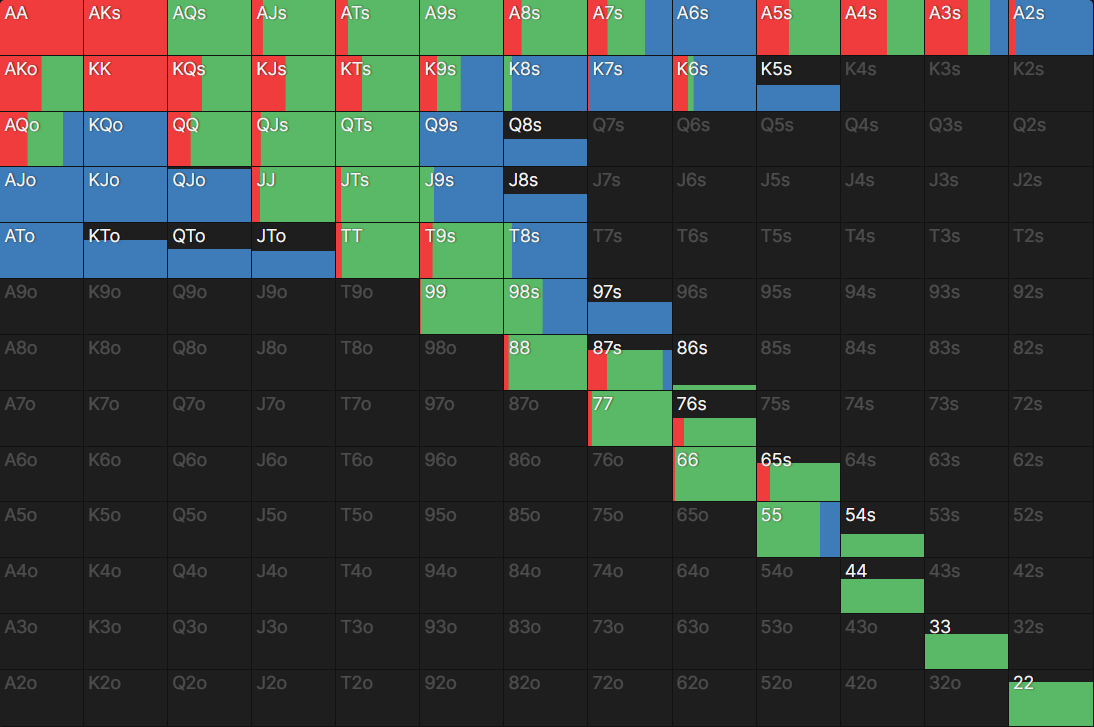 AA AKs AQs AJs ATs A9s A8s A7s A6s A5s A4s A3s A2s
AKo KK KQs KJs KTs K9s K8s K7s K6s K5s K4s K3s K2s
AQo KQo QQ QJs QTs Q9s Q8s Q7s Q6s Q5s Q4s Q3s Q2s
AJo KJo QJo JJ JTs J9s J8s J7s J6s J5s J4s J3s J2s
ATo KTo QTo JTo TT T9s T8s T7s T6s T5s T4s T3s T2s
A9o K9o Q9o J9o T9o 99 98s 97s 96s 95s 94s 93s 92s
A8o K8o Q8o J8o T8o 98o 88 87s 86s 85s 84s 83s 82s
A7o K7o Q7o J7o T7o 97o 87o 77 76s 75s 74s 73s 72s
A6o K6o Q6o J6o T6o 96o 86o 76o 66 65s 64s 63s 62s
A5o K5o Q5o J5o T5o 95o 85o 75o 65o 55 54s 53s 52s
A4o K4o Q4o J4o T4o 94o 84o 74o 64o 54o 44 43s 42s
A3o K3o Q3o J3o T3o 93o 83o 73o 63o 53o 43o 33 32s
A2o K2o Q2o J2o T2o 92o 82o 72o 62o 52o 42o 32o 22